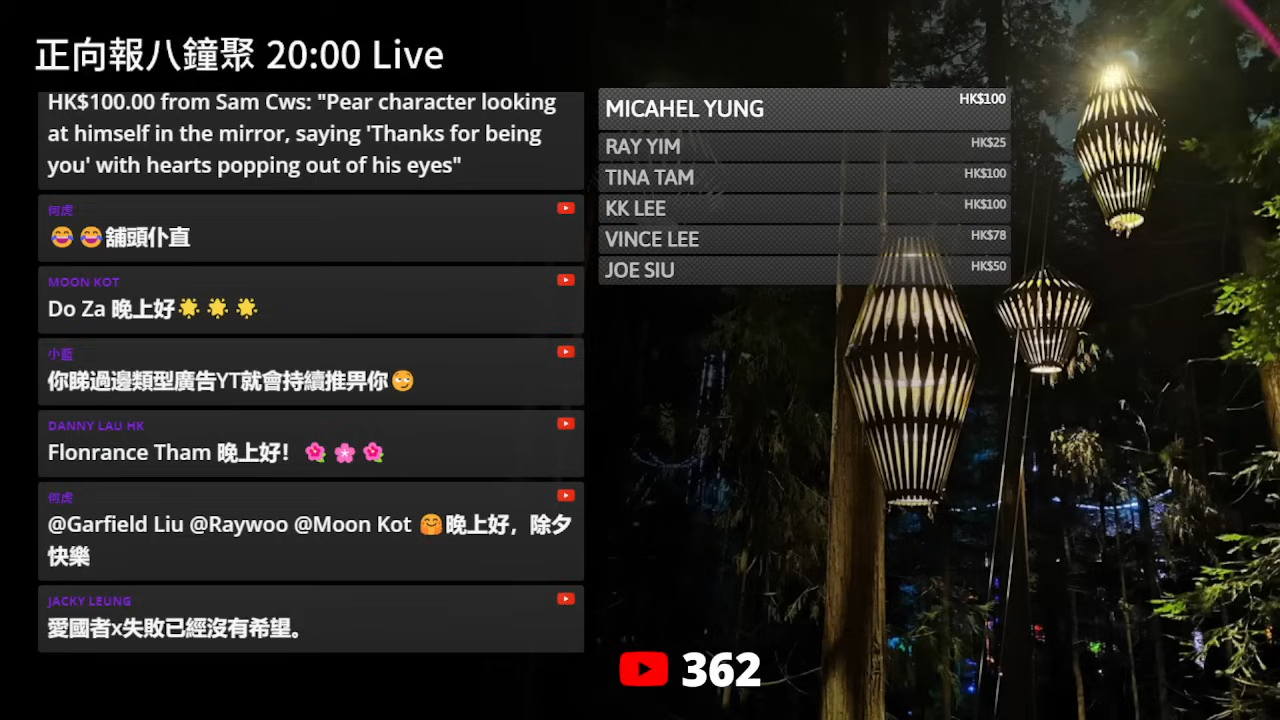 正向報八鐘聚 20:00 Live
HK$100.00 from Sam Cws: "Pear character looking
at himself in the mirror, saying 'Thanks for being
you' with hearts popping out of his eyes"
何虎
😂😂舖頭仆直
MOON KOT
Do Za 晚上好🌟🌟🌟
小藍
你睇過邊類型廣告YT就會持續推畀你🙄
DANNY LAU HK
Flonrance Tham 晚上好！🌺🌸🌺
何虎
@Garfield Liu @Raywoo @Moon Kot 🤗晚上好，除夕
快樂
JACKY LEUNG
愛國者x失敗已經沒有希望。
MICAHEL YUNG HK$100
RAY YIM HK$25
TINA TAM HK$100
KK LEE HK$100
VINCE LEE HK$78
JOE SIU HK$50
362